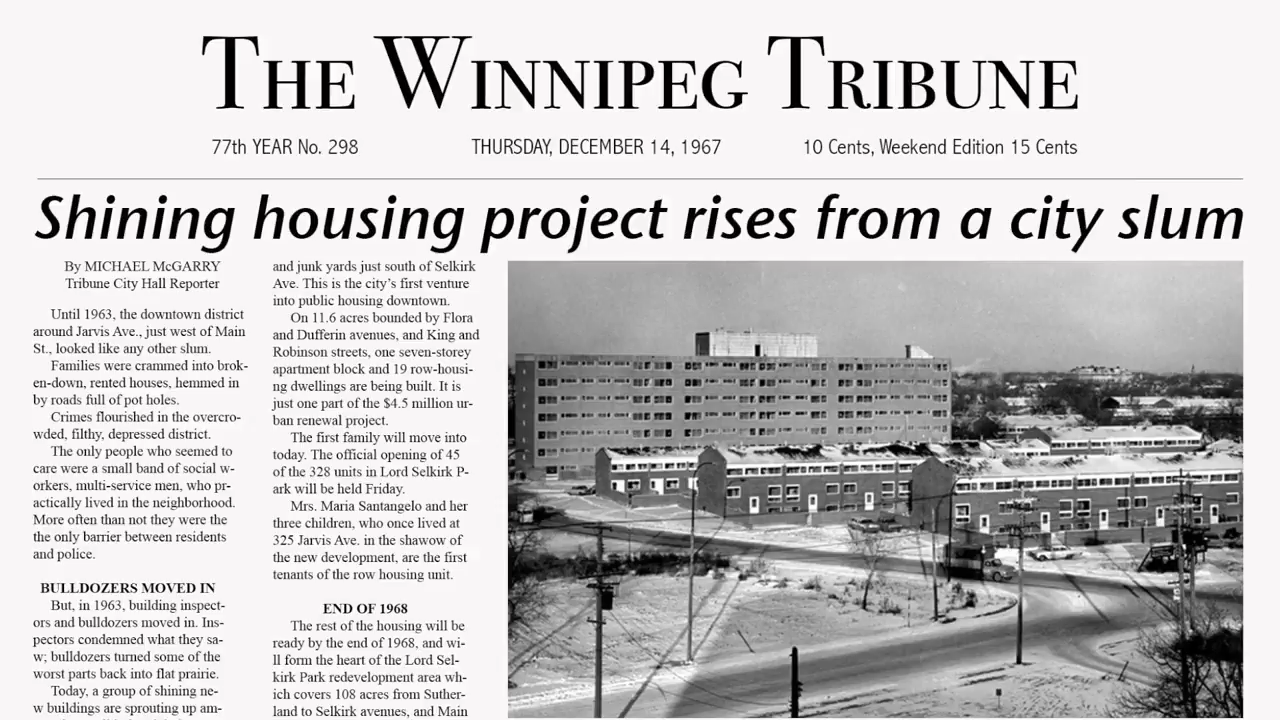 THE WINNIPEG TRIBUNE
77th YEAR No. 298
THURSDAY, DECEMBER 14, 1967
10 Cents, Weekend Edition 15 Cents
Shining housing project rises from a city slum
By MICHAEL McGARRY
Tribune City Hall Reporter
Until 1963, the downtown district
around Jarvis Ave., just west of Main
St., looked like any other slum.
Families were crammed into brok-
en-down, rented houses, hemmed in
by roads full of pot holes.
Crimes flourished in the overcro-
wded, filthy, depressed district.
The only people who seemed to
care were a small band of social w-
orkers, multi-service men, who pr-
actically lived in the neighborhood.
More often than not they were the
the only barrier between residents
and police.
BULLDOZERS MOVED IN
But, in 1963, building inspect-
ors and bulldozers moved in. Ins-
pectors condemned what they sa-
w; bulldozers turned some of the
worst parts back into flat prairie.
Today, a group of shining ne-
w buildings are sprouting up am-
and junk yards just south of Selkirk
Ave. This is the city's first venture
into public housing downtown.
On 11.6 acres bounded by Flora
and Dufferin avenues, and King and
Robinson streets, one seven-storey
apartment block and 19 row-housi-
ng dwellings are being built. It is
just one part of the $4.5 million ur-
ban renewal project.
The first family will move into
today. The official opening of 45
of the 328 units in Lord Selkirk P-
ark will be held Friday.
Mrs. Maria Santangelo and her
three children, who once lived at
325 Jarvis Ave. in the shawow of
the new development, are the first
tenants of the row housing unit.
END OF 1968
The rest of the housing will be
ready by the end of 1968, and wi-
ll form the heart of the Lord Sel-
kirk Park redevelopment area wh-
ich covers 108 acres from Suther-
land to Selkirk avenues, and Main